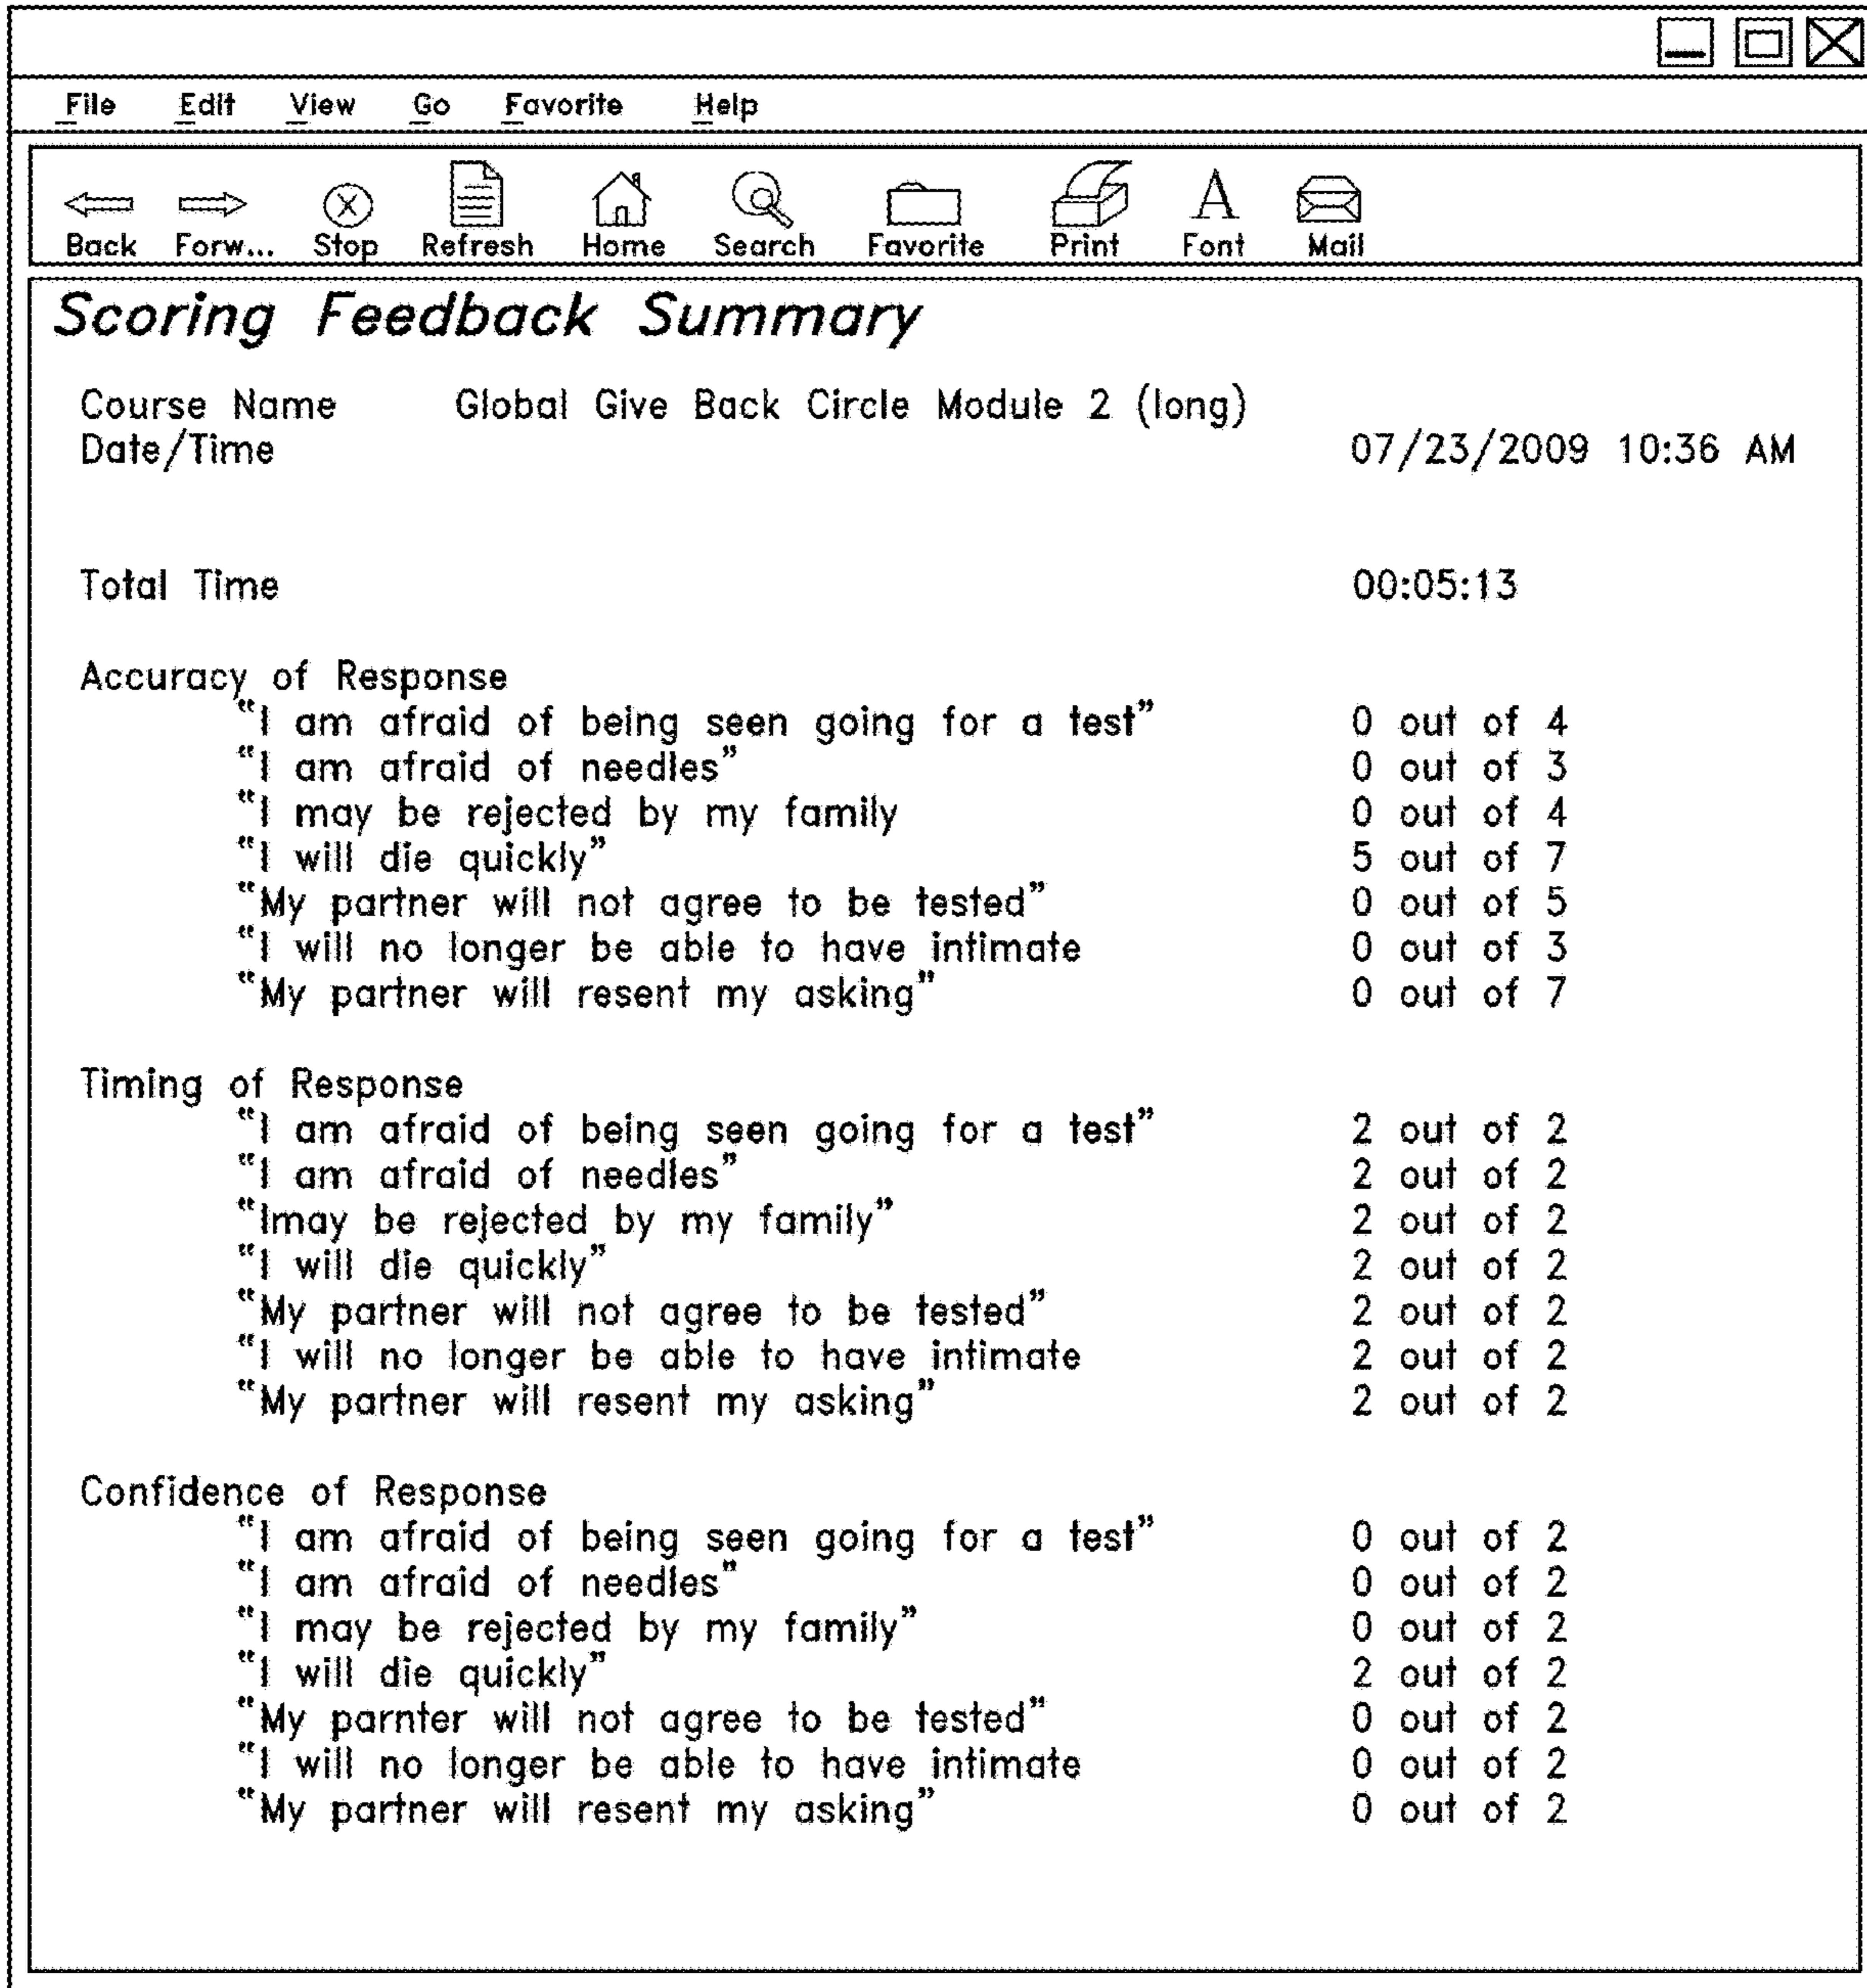 File Edit View Go Favorite Help
Back Forw... Stop Refresh Home Search Favorite Print Font Mail
Scoring Feedback Summary
Course Name Global Give Back Circle Module 2 (long)
Date/Time 07/23/2009 10:36 AM
Total Time 00:05:13
Accuracy of Response
"I am afraid of being seen going for a test" 0 out of 4
"I am afraid of needles" 0 out of 3
"I may be rejected by my family 0 out of 4
"I will die quickly" 5 out of 7
"My partner will not agree to be tested" 0 out of 5
"I will no longer be able to have intimate 0 out of 3
"My partner will resent my asking" 0 out of 7
Timing of Response
"I am afraid of being seen going for a test" 2 out of 2
"I am afraid of needles" 2 out of 2
"Imay be rejected by my family" 2 out of 2
"I will die quickly" 2 out of 2
"My partner will not agree to be tested" 2 out of 2
"I will no longer be able to have intimate 2 out of 2
"My partner will resent my asking" 2 out of 2
Confidence of Response
"I am afraid of being seen going for a test" 0 out of 2
"I am afraid of needles" 0 out of 2
"I may be rejected by my family" 0 out of 2
"I will die quickly" 2 out of 2
"My parnter will not agree to be tested" 0 out of 2
"I will no longer be able to have intimate 0 out of 2
"My partner will resent my asking" 0 out of 2